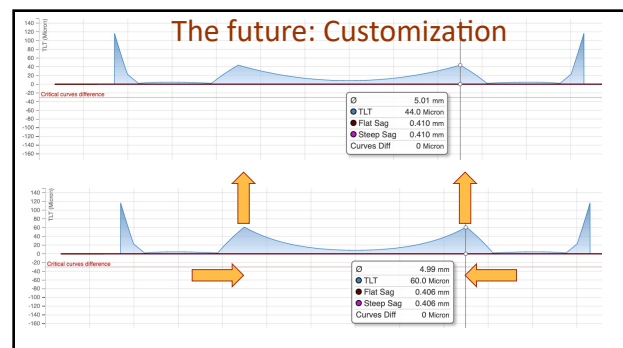 The future: Customization
TLT (Micron)
140
120
100
80
60
40
20
0
-20
-40
-60
-80
-100
-120
-140
-160
Critical curves difference
Ø 5.01 mm
TLT 44.0 Micron
Flat Sag 0.410 mm
Steep Sag 0.410 mm
Curves Diff 0 Micron
TLT (Micron)
140
120
100
80
60
40
20
0
-20
-40
-60
-80
-100
-120
-140
-160
Critical curves difference
Ø 4.99 mm
TLT 60.0 Micron
Flat Sag 0.406 mm
Steep Sag 0.406 mm
Curves Diff 0 Micron